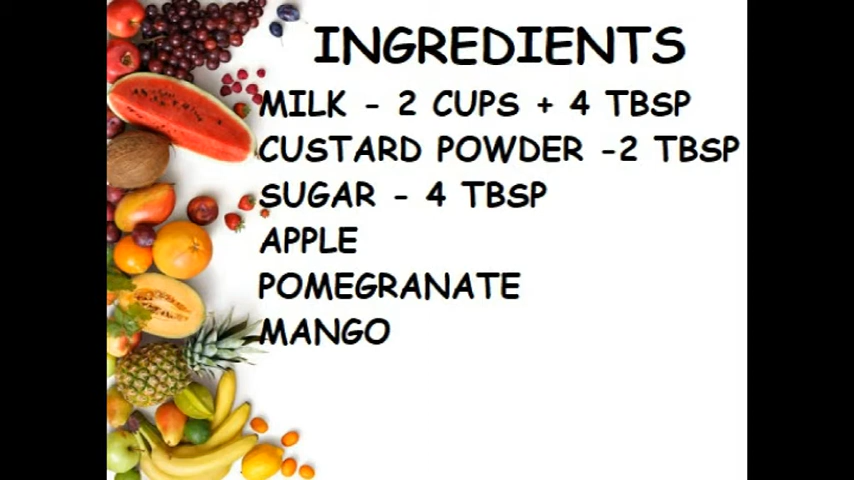 INGREDIENTS
MILK - 2 CUPS + 4 TBSP
CUSTARD POWDER -2 TBSP
SUGAR - 4 TBSP
APPLE
POMEGRANATE
MANGO